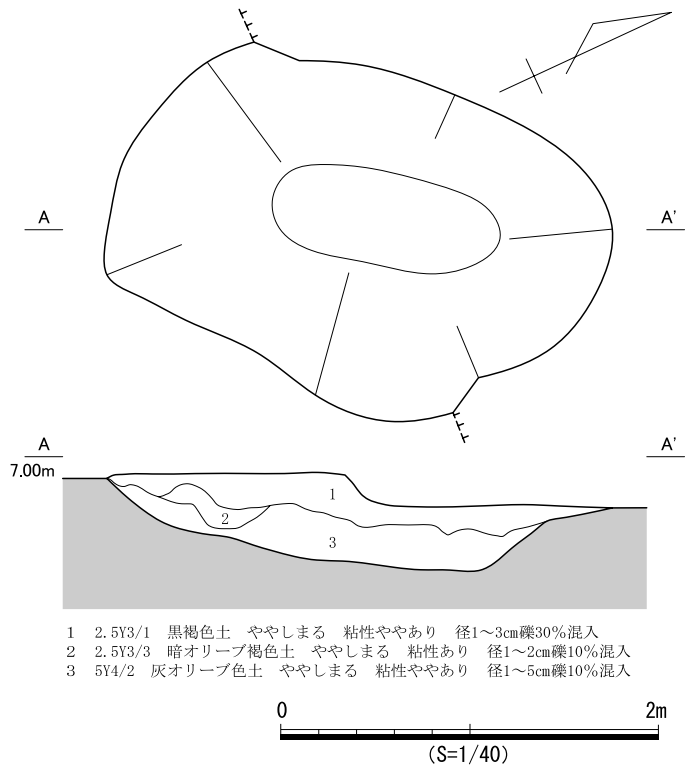 A A'
A A'
7.00m
1
2
3
1 2.5Y3/1 黒褐色土 ややしまる 粘性ややあり 径1～3㎝礫30％混入
2 2.5Y3/3 暗オリーブ褐色土 ややしまる 粘性あり 径1～2㎝礫10％混入
3 5Y4/2 灰オリーブ色土 ややしまる 粘性ややあり 径1～5㎝礫10％混入
0 2m
(S=1/40)